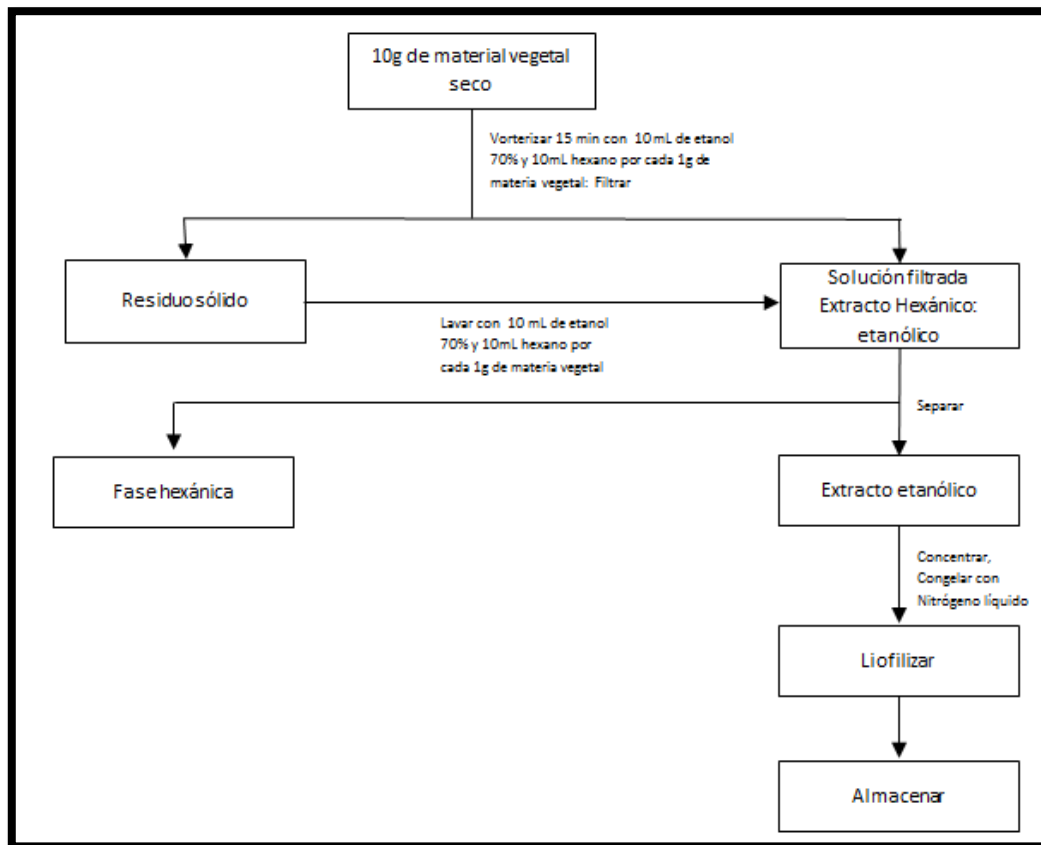 10g de material vegetal
seco
Vorterizar 15 min con 10 mL de etanol
70% y 10mL hexano por cada 1g de
materia vegetal: Filtrar
Residuo sólido
Solución filtrada
Extracto Hexánico:
etanólico
Lavar con 10 mL de etanol
70% y 10mL hexano por
cada 1g de materia vegetal
Separar
Fase hexánica
Extracto etanólico
Concentrar,
Congelar con
Nitrógeno líquido
Liofilizar
Almacenar